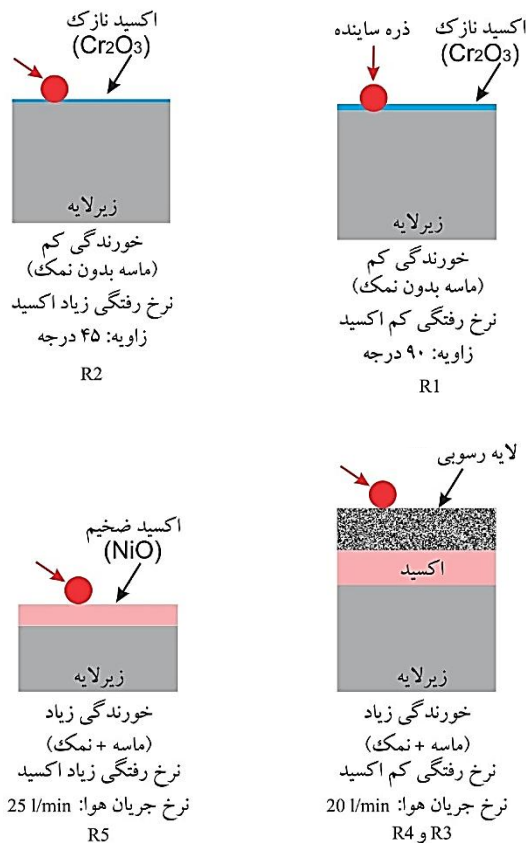 ذره ساینده
اکسید نازک
(Cr2O3)
زیرلایه
خورندگی کم
(ماسه بدون نمک)
نرخ رفتگی کم اکسید
زاویه: ۹۰ درجه
R1
اکسید نازک
(Cr2O3)
زیرلایه
خورندگی کم
(ماسه بدون نمک)
نرخ رفتگی زیاد اکسید
زاویه: ۴۵ درجه
R2
لایه رسوبی
اکسید
زیرلایه
خورندگی زیاد
(ماسه + نمک)
نرخ رفتگی کم اکسید
نرخ جریان هوا: 20 l/min
R3 و R4
اکسید ضخیم
(NiO)
زیرلایه
خورندگی زیاد
(ماسه + نمک)
نرخ رفتگی زیاد اکسید
نرخ جریان هوا: 25 l/min
R5